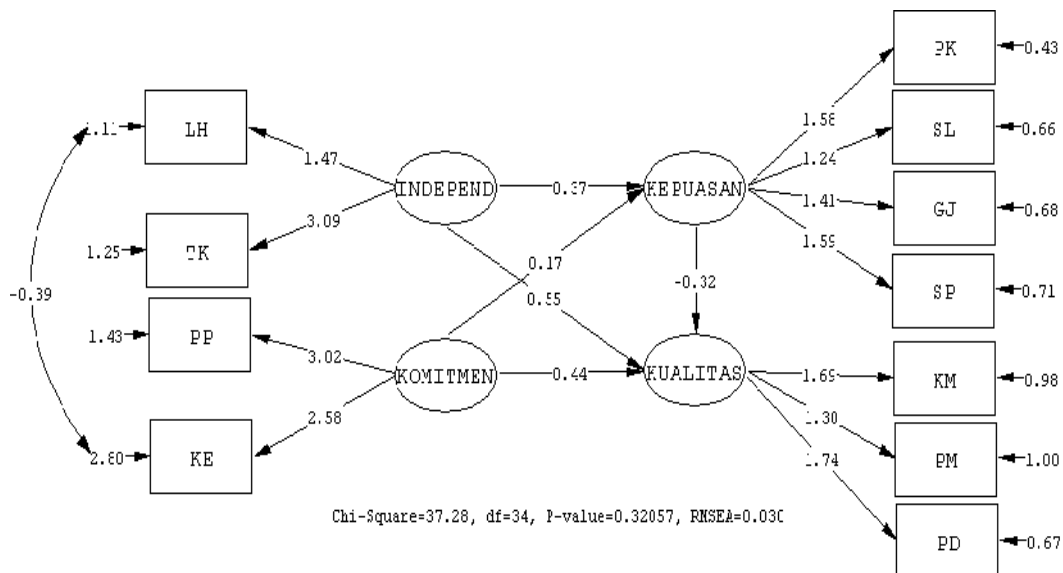 PK
0.43
1.11
LH
1.58
SL
0.66
1.47
1.24
INDEPEND
0.37
KEPUASAN
1.41
GJ
0.68
3.09
1.59
1.25
0.17
-0.39
0.55
-0.32
SP
0.71
1.43
PP
3.02
KOMITMEN
0.44
KUALITAS
1.69
KM
0.98
2.58
1.30
2.80
KE
1.74
PM
1.00
Chi-Square=37.28, df=34, P-value=0.32057, RMSEA=0.030
PD
0.67